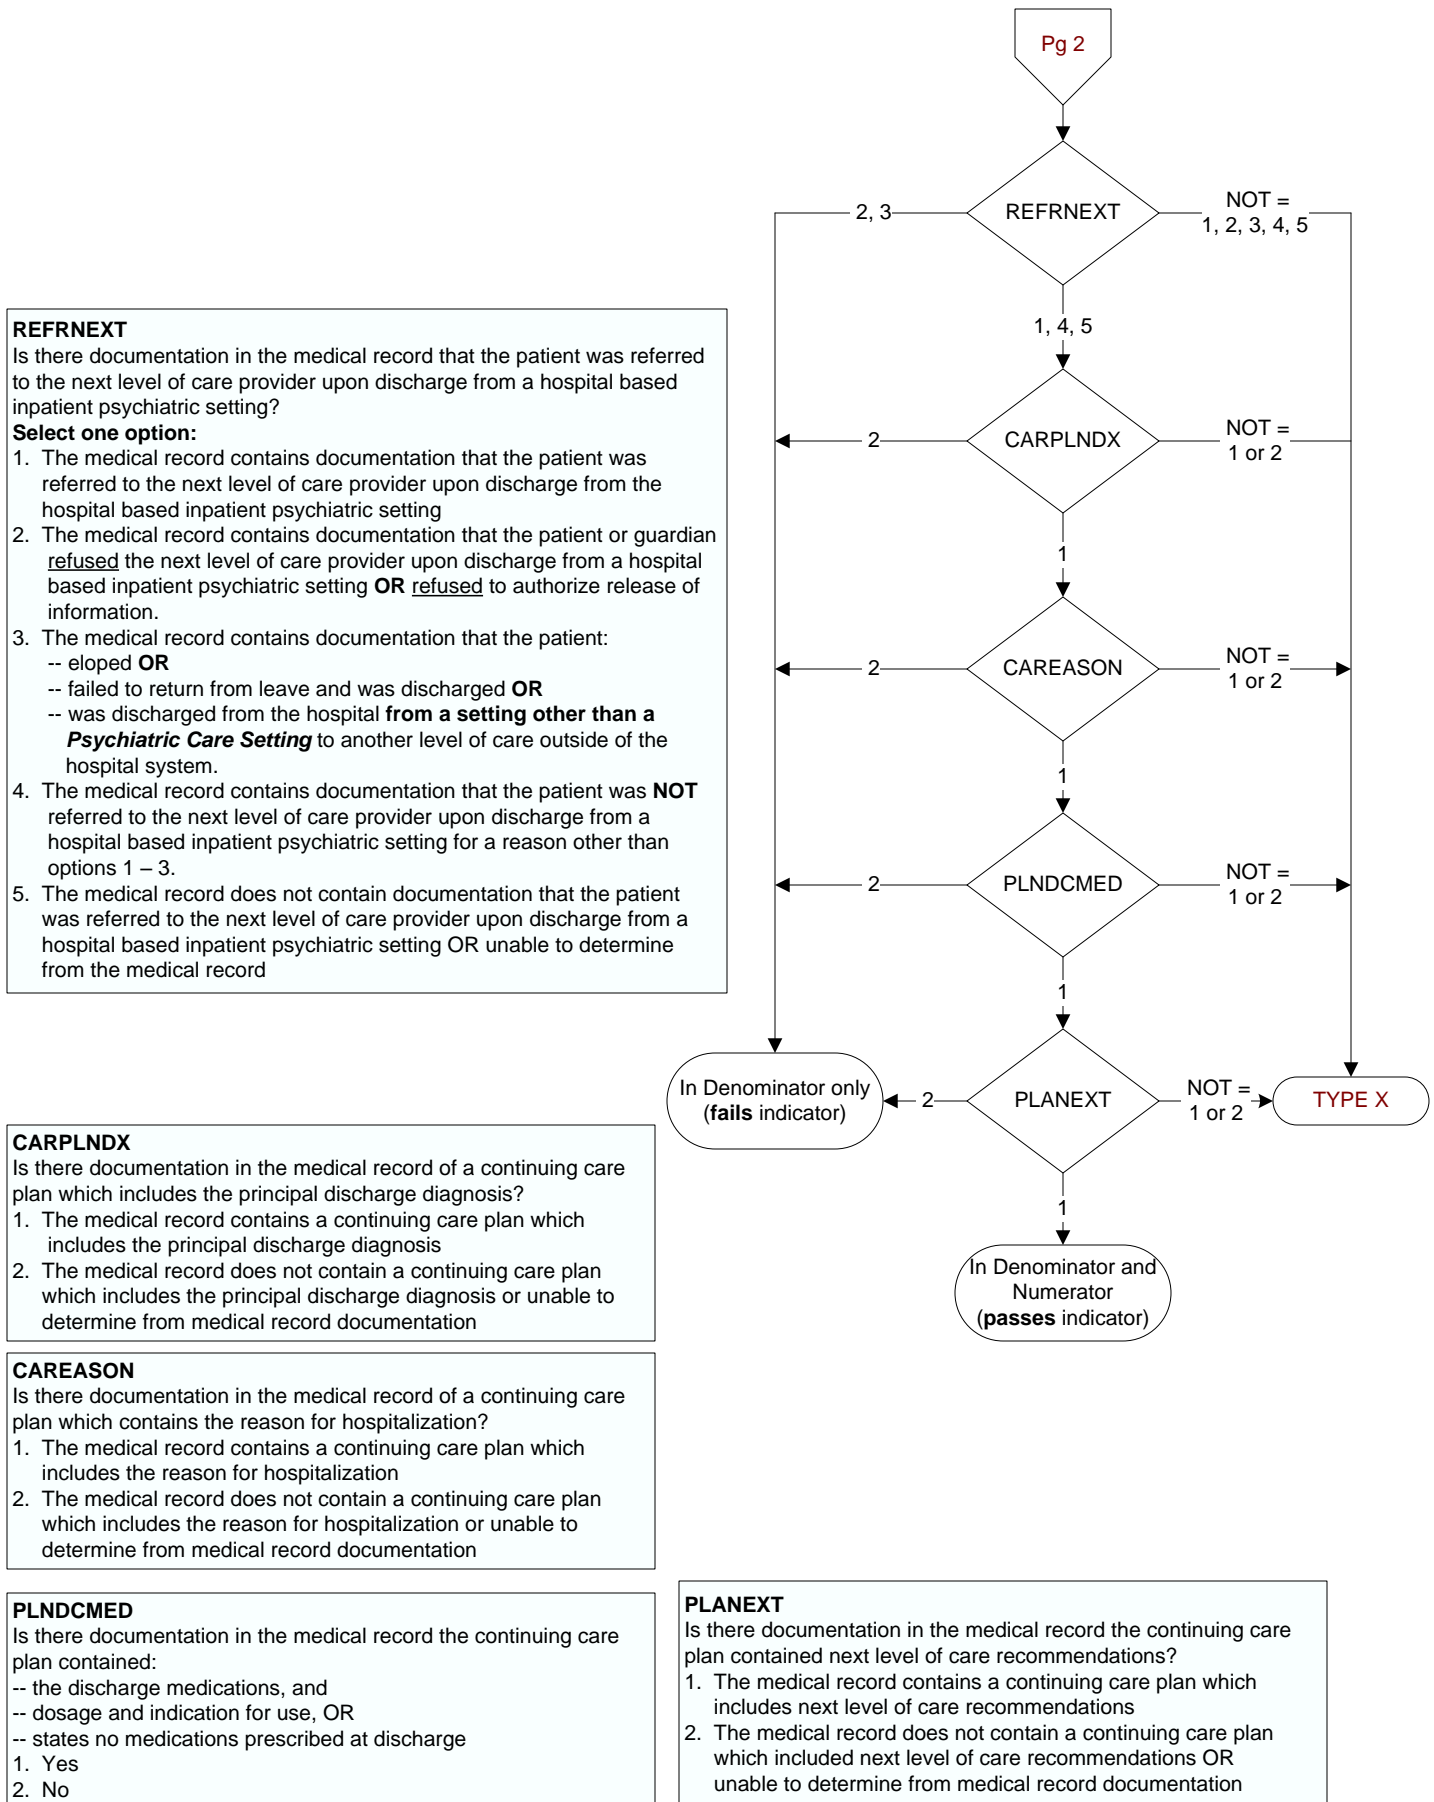 Pg 2
REFRNEXT
2, 3
NOT =
1, 2, 3, 4, 5
1, 4, 5
CARPLNDX
2
NOT =
1 or 2
1
CAREASON
2
NOT =
1 or 2
1
PLNDCMED
2
NOT =
1 or 2
1
PLANEXT
2
NOT =
1 or 2
In Denominator only
(fails indicator)
TYPE X
1
In Denominator and
Numerator
(passes indicator)
REFRNEXT
Is there documentation in the medical record that the patient was referred
to the next level of care provider upon discharge from a hospital based
inpatient psychiatric setting?
Select one option:
1. The medical record contains documentation that the patient was
referred to the next level of care provider upon discharge from the
hospital based inpatient psychiatric setting
2. The medical record contains documentation that the patient or guardian
refused the next level of care provider upon discharge from a hospital
based inpatient psychiatric setting OR refused to authorize release of
information.
3. The medical record contains documentation that the patient:
-- eloped OR
-- failed to return from leave and was discharged OR
-- was discharged from the hospital from a setting other than a
Psychiatric Care Setting to another level of care outside of the
hospital system.
4. The medical record contains documentation that the patient was NOT
referred to the next level of care provider upon discharge from a
hospital based inpatient psychiatric setting for a reason other than
options 1 – 3.
5. The medical record does not contain documentation that the patient
was referred to the next level of care provider upon discharge from a
hospital based inpatient psychiatric setting OR unable to determine
from the medical record
CARPLNDX
Is there documentation in the medical record of a continuing care
plan which includes the principal discharge diagnosis?
1. The medical record contains a continuing care plan which
includes the principal discharge diagnosis
2. The medical record does not contain a continuing care plan
which includes the principal discharge diagnosis or unable to
determine from medical record documentation
CAREASON
Is there documentation in the medical record of a continuing care
plan which contains the reason for hospitalization?
1. The medical record contains a continuing care plan which
includes the reason for hospitalization
2. The medical record does not contain a continuing care plan
which includes the reason for hospitalization or unable to
determine from medical record documentation
PLNDCMED
Is there documentation in the medical record the continuing care
plan contained:
-- the discharge medications, and
-- dosage and indication for use, OR
-- states no medications prescribed at discharge
1. Yes
2. No
PLANEXT
Is there documentation in the medical record the continuing care
plan contained next level of care recommendations?
1. The medical record contains a continuing care plan which
includes next level of care recommendations
2. The medical record does not contain a continuing care plan
which included next level of care recommendations OR
unable to determine from medical record documentation